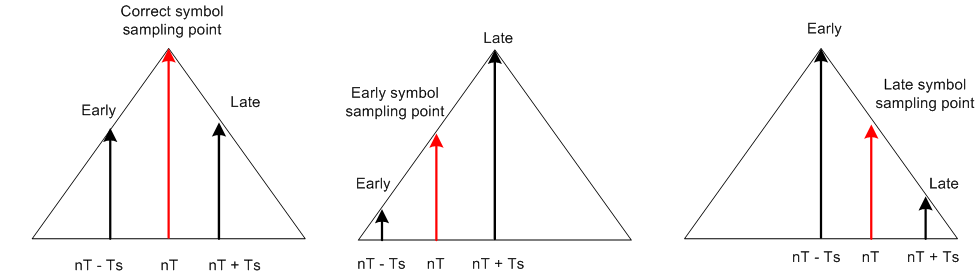 Correct symbol
sampling point
Early
Late
nT - Ts
nT
nT + Ts
Late
Early symbol
sampling point
Early
nT - Ts
nT
nT + Ts
Early
Late symbol
sampling point
Late
nT - Ts
nT
nT + Ts